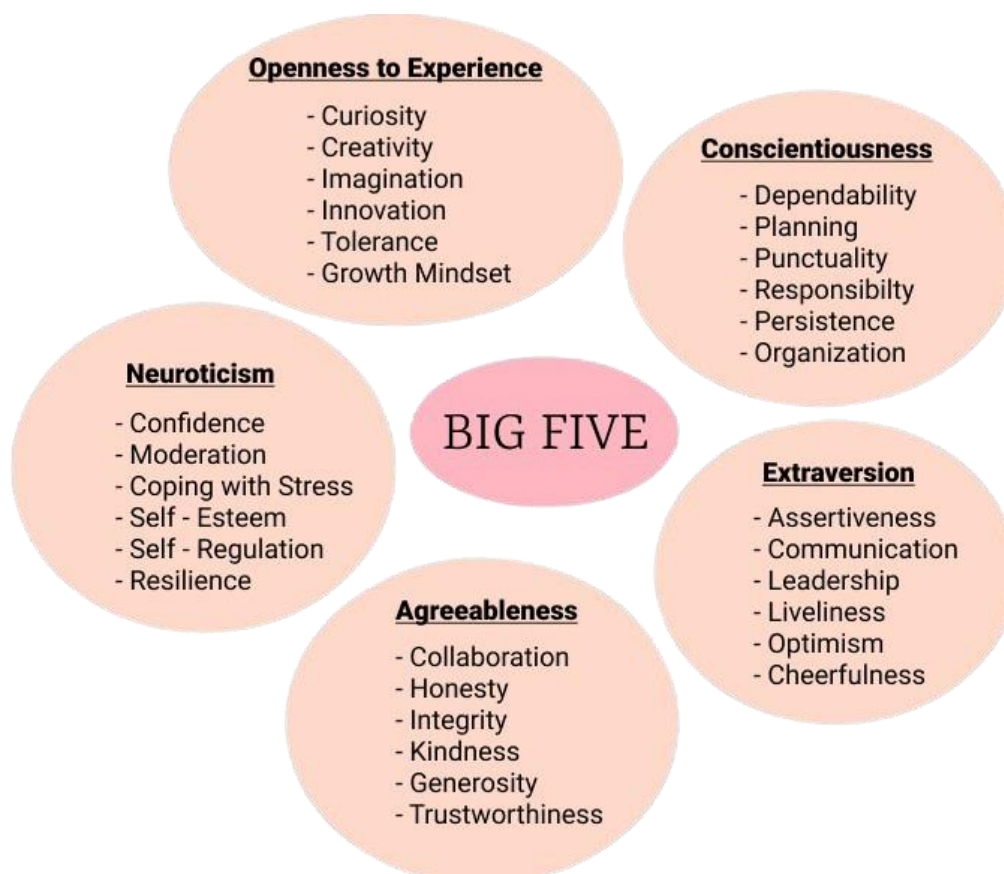 Openness to Experience
- Curiosity
- Creativity
- Imagination
- Innovation
- Tolerance
- Growth Mindset
Conscientiousness
- Dependability
- Planning
- Punctuality
- Responsibilty
- Persistence
- Organization
Neuroticism
- Confidence
- Moderation
- Coping with Stress
- Self - Esteem
- Self - Regulation
- Resilience
BIG FIVE
Extraversion
- Assertiveness
- Communication
- Leadership
- Liveliness
- Optimism
- Cheerfulness
Agreeableness
- Collaboration
- Honesty
- Integrity
- Kindness
- Generosity
- Trustworthiness